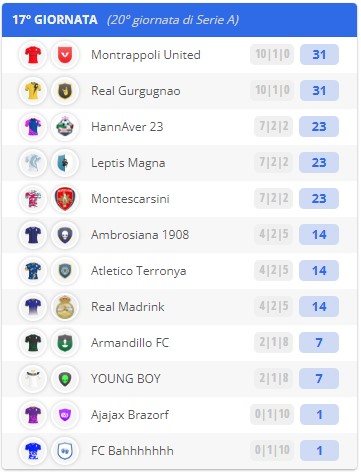 17° GIORNATA (20° giornata di Serie A)
Montrappoli United 10|1|0 31
Real Gurgugnao 10|1|0 31
HannAver 23 7|2|2 23
Leptis Magna 7|2|2 23
Montescarsini 7|2|2 23
Ambrosiana 1908 4|2|5 14
Atletico Terronya 4|2|5 14
Real Madrink 4|2|5 14
Armandillo FC 2|1|8 7
YOUNG BOY 2|1|8 7
Ajajax Brazorf 0|1|10 1
FC Bahhhhhhh 0|1|10 1